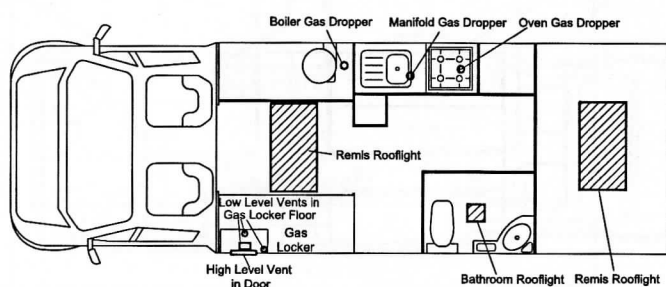 Boiler Gas Dropper
Manifold Gas Dropper
Oven Gas Dropper
Remis Rooflight
Low Level Vents in
Gas Locker Floor
Gas
Locker
High Level Vent
in Door
Bathroom Rooflight
Remis Rooflight